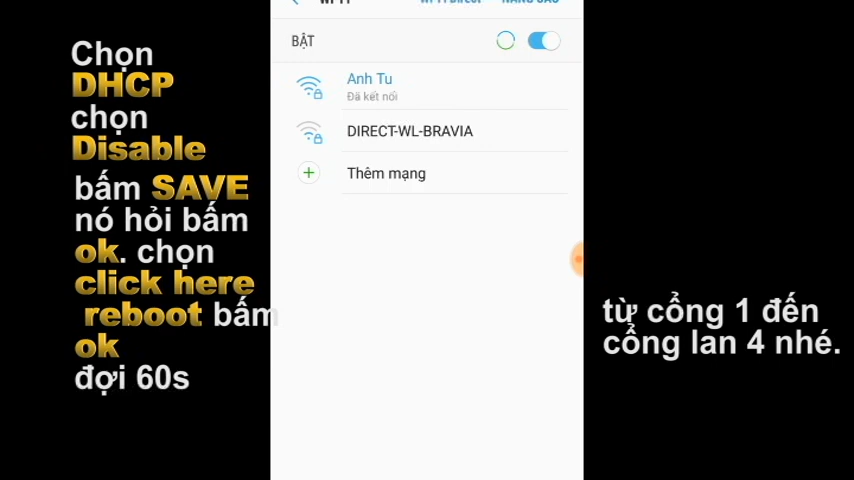 Chọn
DHCP
chọn
Disable
bấm SAVE
nó hỏi bấm
ok. chọn
click here
reboot bấm
ok
đợi 60s
BẬT
Anh Tu
Đã kết nối
DIRECT-WL-BRAVIA
Thêm mạng
từ cổng 1 đến
cổng lan 4 nhé.